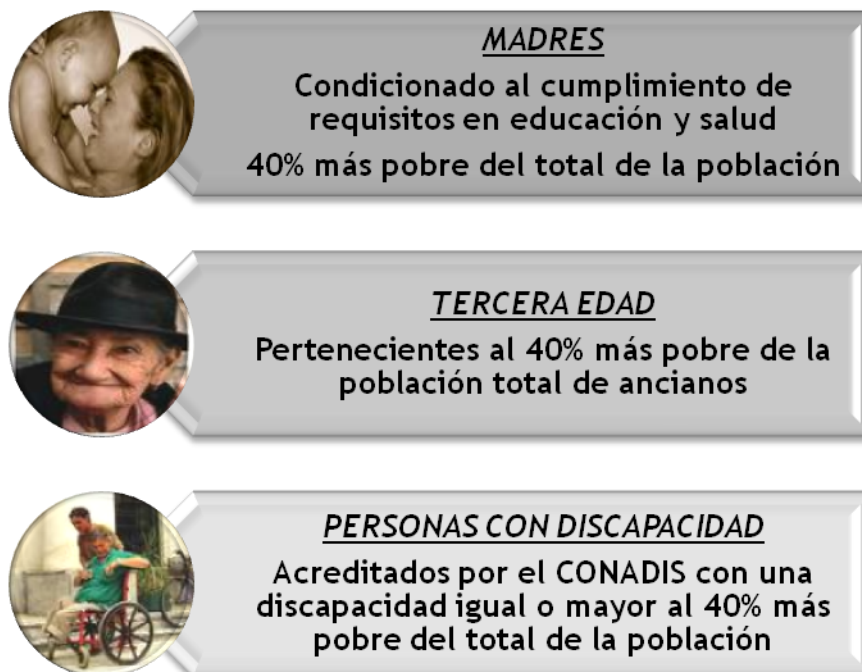 MADRES
Condicionado al cumplimiento de
requisitos en educación y salud
40% más pobre del total de la población
TERCERA EDAD
Pertenecientes al 40% más pobre de la
población total de ancianos
PERSONAS CON DISCAPACIDAD
Acreditados por el CONADIS con una
discapacidad igual o mayor al 40% más
pobre del total de la población